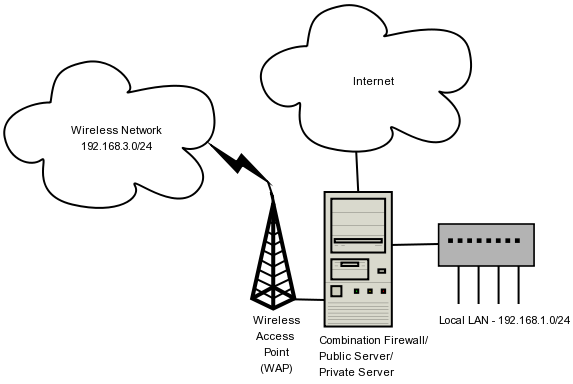 Internet
Wireless Network
192.168.3.0/24
Wireless
Access
Point
(WAP)
Combination Firewall/
Public Server/
Private Server
Local LAN - 192.168.1.0/24